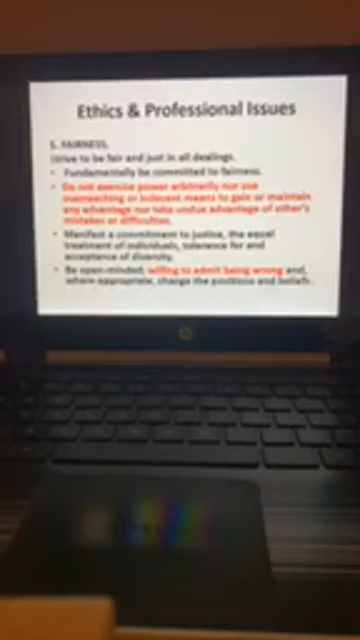 Ethics & Professional Issues
5. FAIRNESS.
Strive to be fair and just in all dealings.
• Fundamentally be committed to fairness.
• Do not exercise power arbitrarily nor use
overreaching or indecent means to gain or maintain
any advantage nor take undue advantage of other's
mistakes or difficulties.
• Manifest a commitment to justice, the equal
treatment of individuals, tolerance for and
acceptance of diversity.
• Be open-minded; willing to admit being wrong and,
where appropriate, change the positions and beliefs.